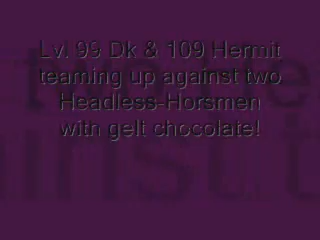 Lv. 99 Dk & 109 Hermit
teaming up against two
Headless-Horsmen
with gelt chocolate!